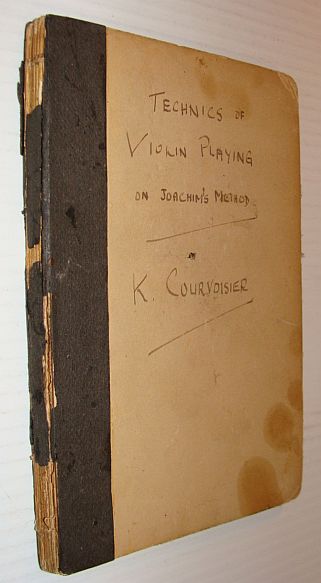 TECHNICS OF
VIOLIN PLAYING
ON JOACHIM'S METHOD
BY
K. COURVOISIER